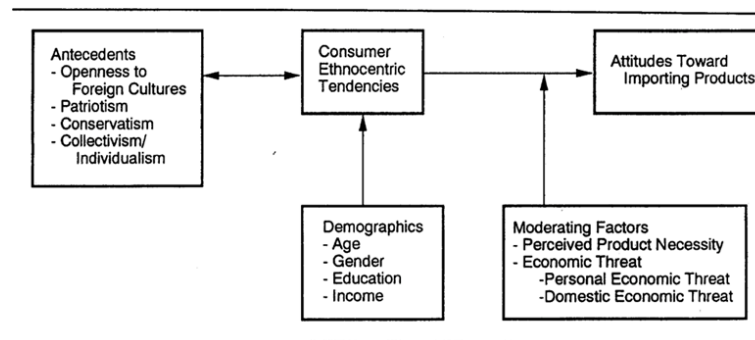 Antecedents
- Openness to
Foreign Cultures
- Patriotism
- Conservatism
- Collectivism/
Individualism
Consumer
Ethnocentric
Tendencies
Attitudes Toward
Importing Products
Demographics
- Age
- Gender
- Education
- Income
Moderating Factors
- Perceived Product Necessity
- Economic Threat
-Personal Economic Threat
-Domestic Economic Threat